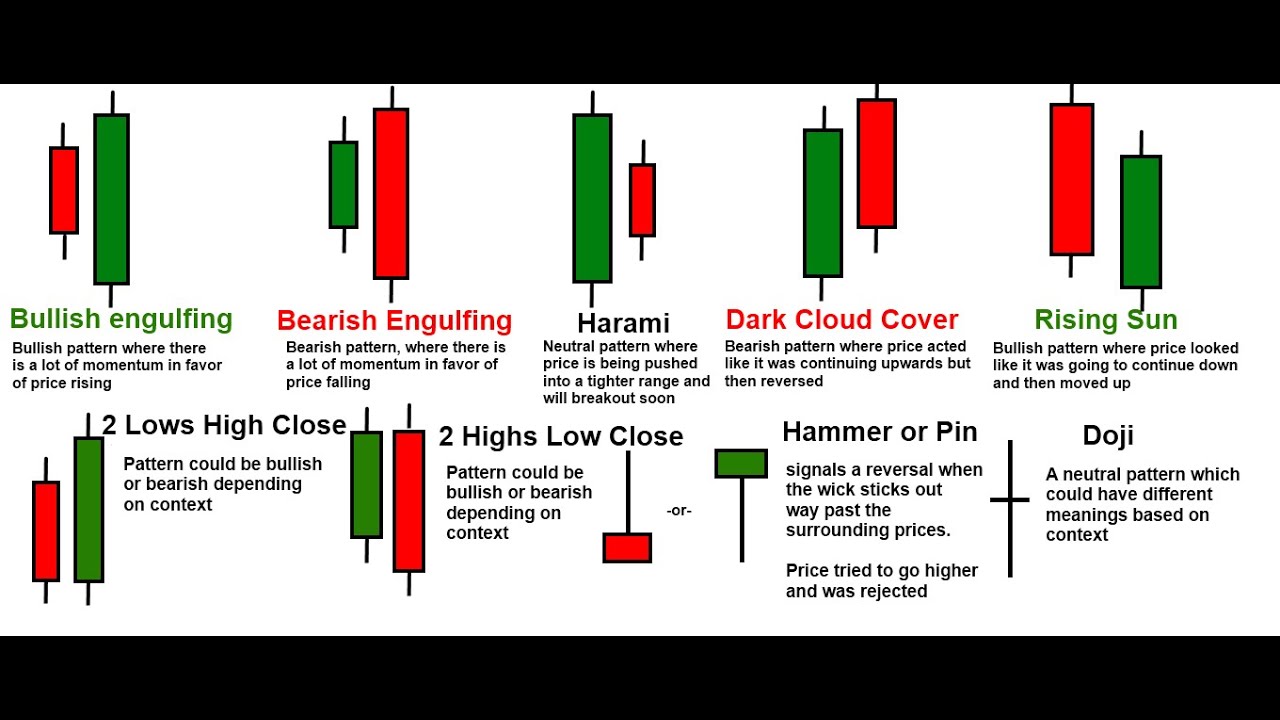 Bullish engulfing
Bullish pattern where there
is a lot of momentum in favor
of price rising
Bearish Engulfing
Bearish pattern, where there is
a lot of momentum in favor of
price falling
Harami
Neutral pattern where
price is being pushed
into a tighter range and
will breakout soon
Dark Cloud Cover
Bearish pattern where price acted
like it was continuing upwards but
then reversed
Rising Sun
Bullish pattern where price looked
like it was going to continue down
and then moved up
2 Lows High Close
Pattern could be bullish
or bearish depending
on context
2 Highs Low Close
Pattern could be
bullish or bearish
depending on
context
-or-
Hammer or Pin
signals a reversal when
the wick sticks out
way past the
surrounding prices.
Price tried to go higher
and was rejected
Doji
A neutral pattern which
could have different
meanings based on
context